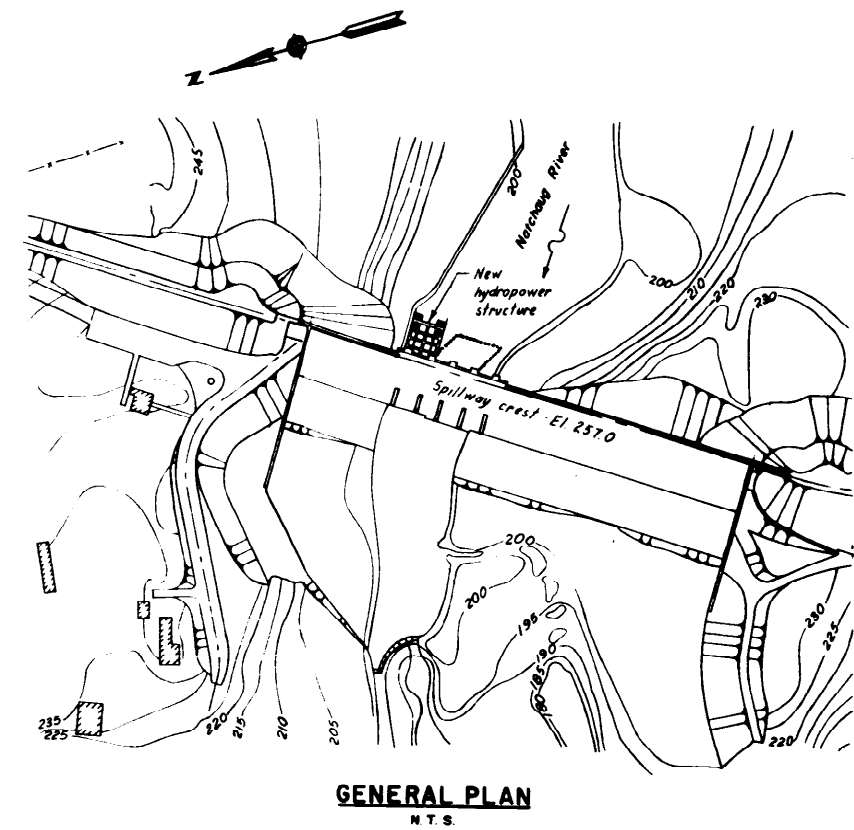 N
245
200
Natchaug River
New
hydropower
structure
200
210
220
230
Spillway crest - El 257.0
200
200
195
190
185
180
230
225
220
235
225
220
215
210
205
GENERAL PLAN
N. T. S.